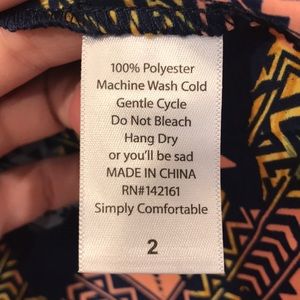 100% Polyester
Machine Wash Cold
Gentle Cycle
Do Not Bleach
Hang Dry
or you'll be sad
MADE IN CHINA
RN#142161
Simply Comfortable
2